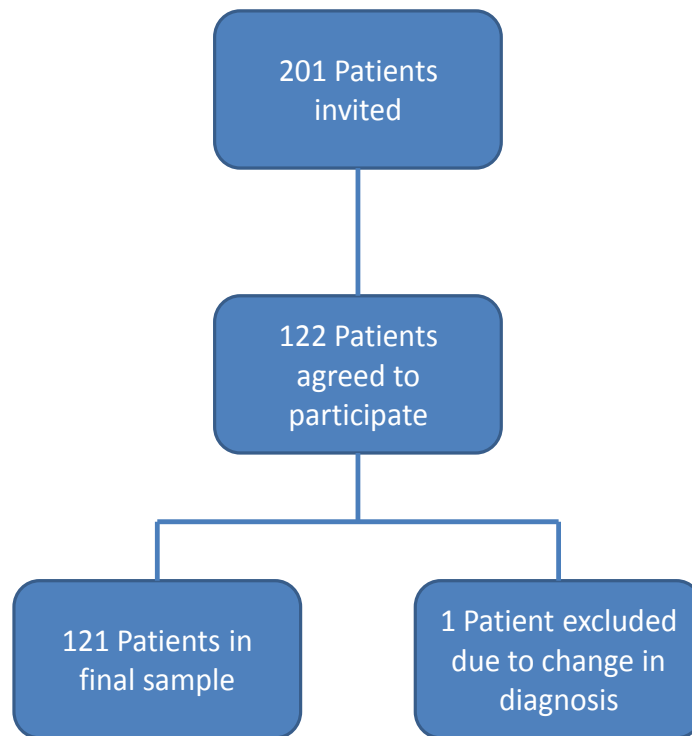 201 Patients
invited
122 Patients
agreed to
participate
121 Patients in
final sample
1 Patient excluded
due to change in
diagnosis